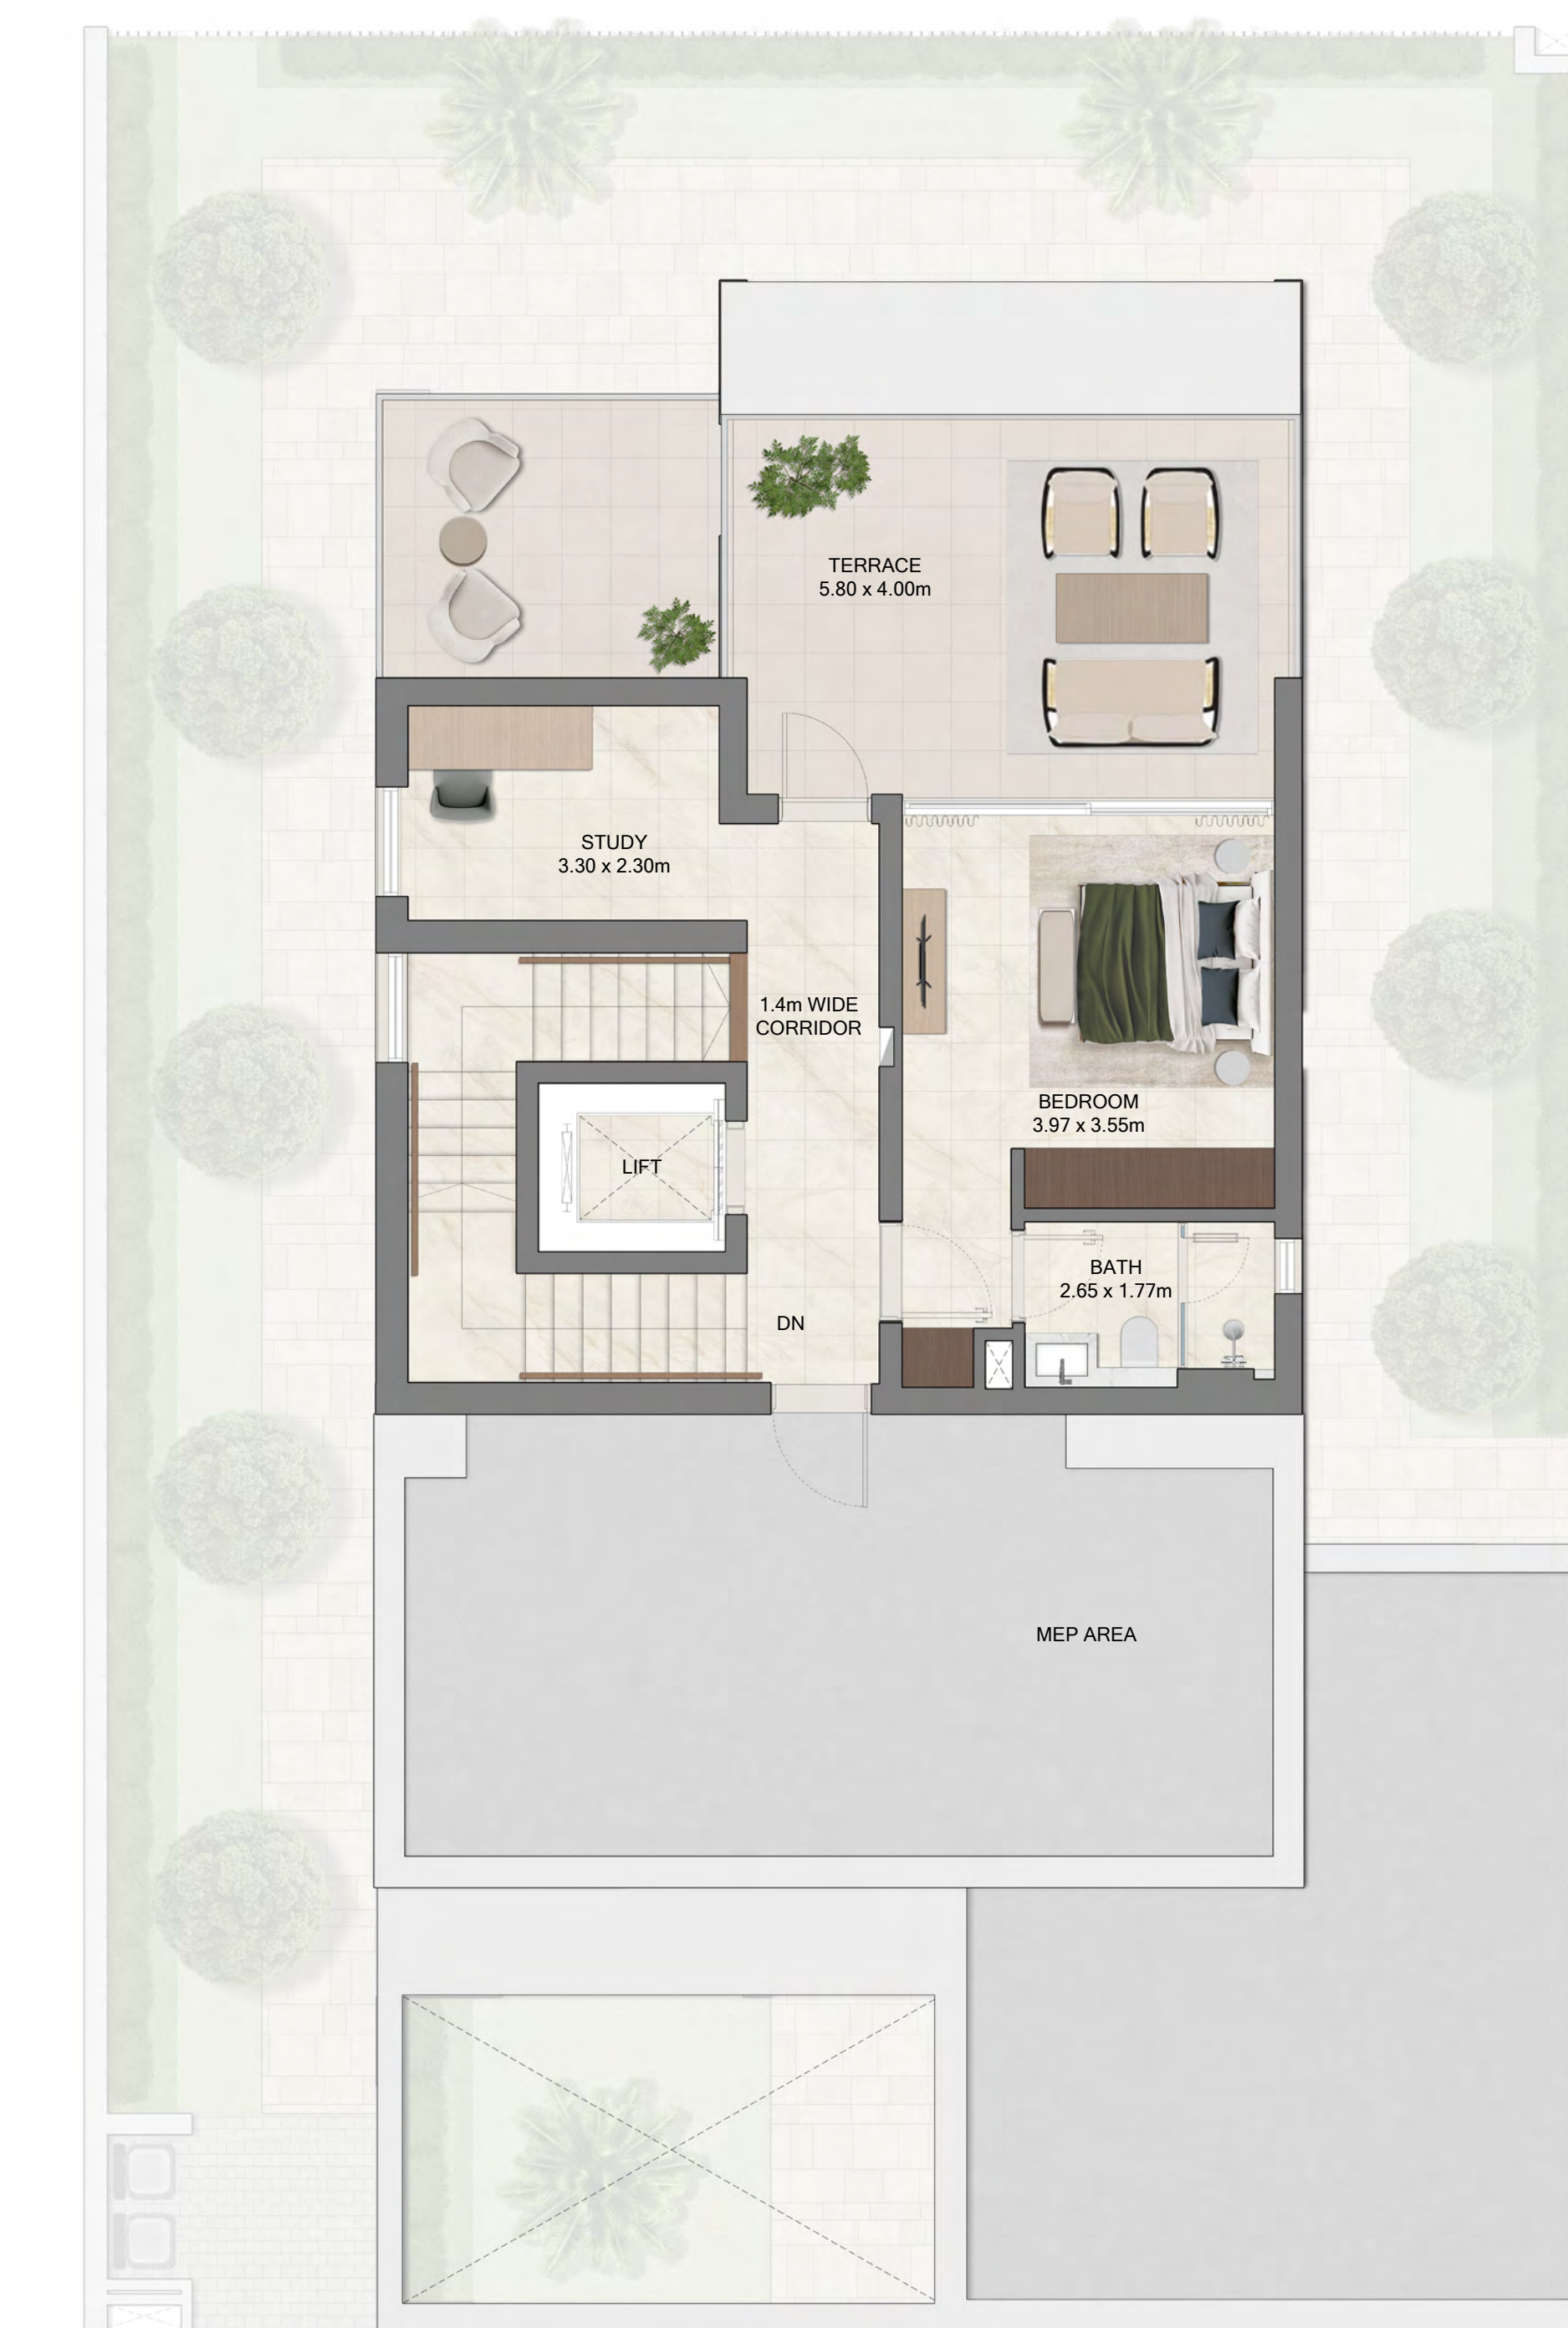 TERRACE
5.80 x 4.00m
STUDY
3.30 x 2.30m
1.4m WIDE
CORRIDOR
BEDROOM
3.97 x 3.55m
LIFT
BATH
2.65 x 1.77m
DN
MEP AREA